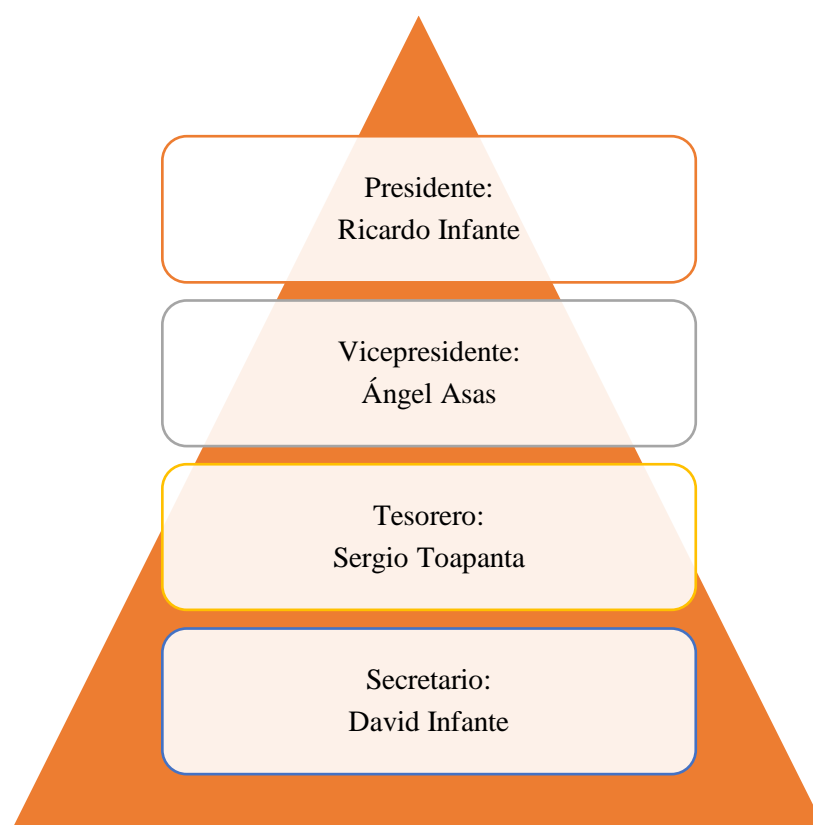 Presidente:
Ricardo Infante
Vicepresidente:
Ángel Asas
Tesorero:
Sergio Toapanta
Secretario:
David Infante